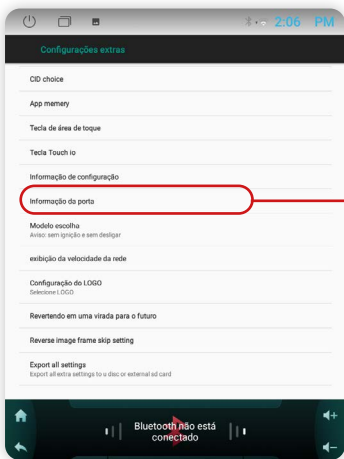 2:06 PM
Configurações extras
CID choice
App memery
Tecla de área de toque
Tecla Touch io
Informação de configuração
Informação da porta
Modelo escolha
Aviso: sem ignição e sem desligar
exibição da velocidade da rede
Configuração do LOGO
Selecione LOGO
Revertendo em uma virada para o futuro
Reverse image frame skip setting
Export all settings
Export all extra settings to u disc or external sd card
Bluetooth não está
conectado